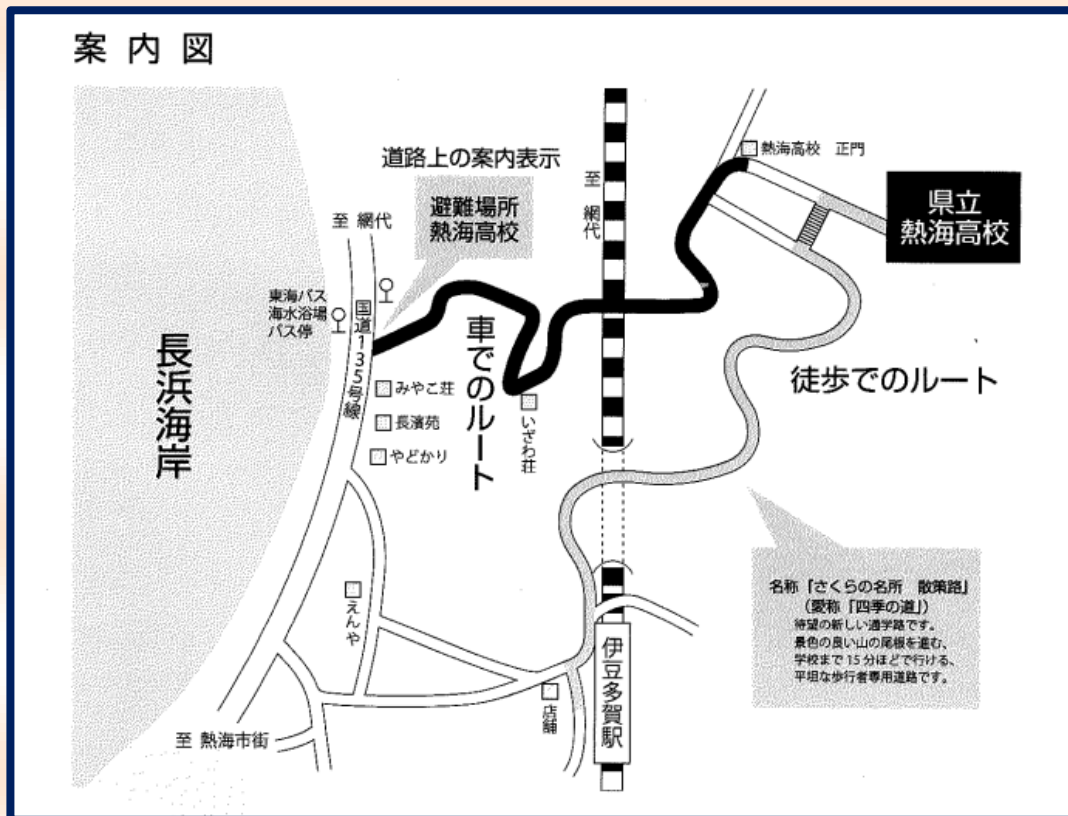 案内図
道路上の案内表示
避難場所
熱海高校
至 網代
東海バス
海水浴場
バス停
国道135号線
長浜海岸
みやこ荘
長濱苑
やどかり
車でのルート
いざわ荘
至 網代
熱海高校 正門
県立
熱海高校
徒歩でのルート
名称「さくらの名所 散策路」
(愛称「四季の道」)
待望の新しい通学路です。
景色の良い山の尾根を進む、
学校まで15分ほどで行ける、
平坦な歩行者専用道路です。
えんや
店舗
伊豆多賀駅
至 熱海市街